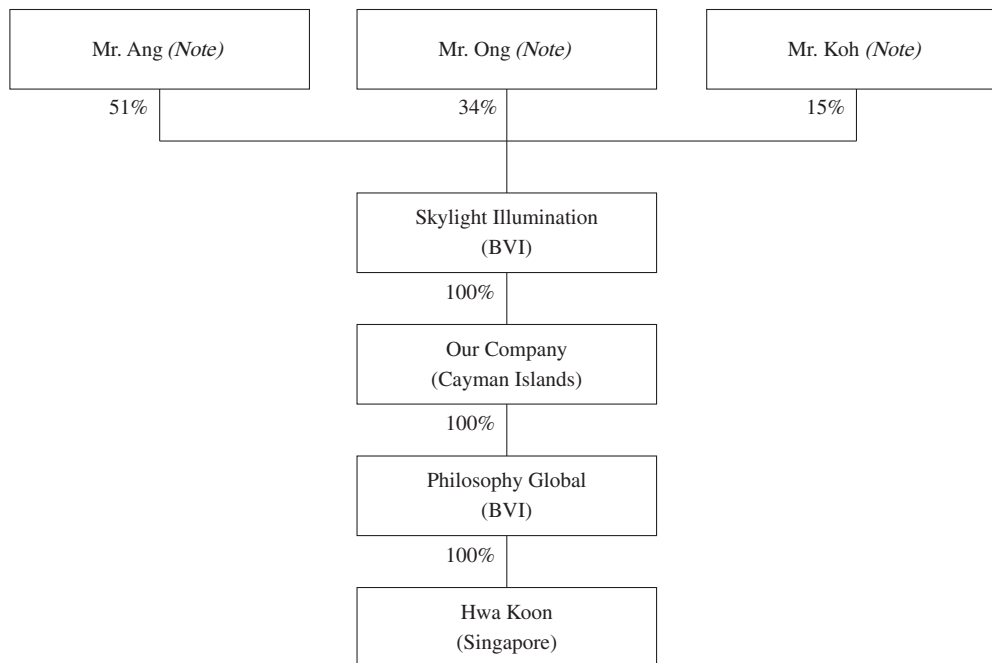 Mr. Ang (Note)
Mr. Ong (Note)
Mr. Koh (Note)
51%
34%
15%
Skylight Illumination
(BVI)
100%
Our Company
(Cayman Islands)
100%
Philosophy Global
(BVI)
100%
Hwa Koon
(Singapore)